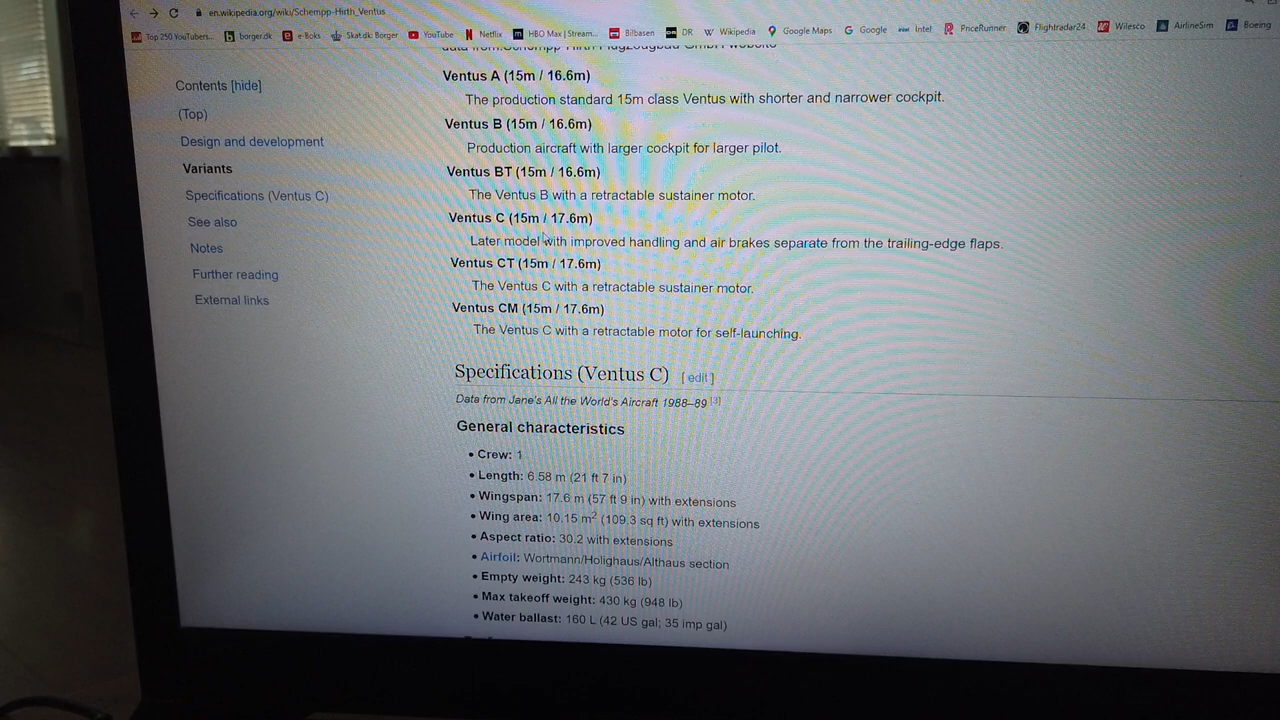 en.wikipedia.org/wiki/Schempp-Hirth_Ventus
Top 250 YouTubers... borger.dk e-Boks Skat.dk: Borger YouTube Netflix HBO Max | Stream... Bilbasen DR Wikipedia Google Maps Google Intel PriceRunner Flightradar24 Wilesco AirlineSim Boeing
Contents [hide]
(Top)
Design and development
Variants
Specifications (Ventus C)
See also
Notes
Further reading
External links
Ventus A (15m / 16.6m)
The production standard 15m class Ventus with shorter and narrower cockpit.
Ventus B (15m / 16.6m)
Production aircraft with larger cockpit for larger pilot.
Ventus BT (15m / 16.6m)
The Ventus B with a retractable sustainer motor.
Ventus C (15m / 17.6m)
Later model with improved handling and air brakes separate from the trailing-edge flaps.
Ventus CT (15m / 17.6m)
The Ventus C with a retractable sustainer motor.
Ventus CM (15m / 17.6m)
The Ventus C with a retractable motor for self-launching.
Specifications (Ventus C) [ edit ]
Data from Jane's All the World's Aircraft 1988–89 [3]
General characteristics
• Crew: 1
• Length: 6.58 m (21 ft 7 in)
• Wingspan: 17.6 m (57 ft 9 in) with extensions
• Wing area: 10.15 m² (109.3 sq ft) with extensions
• Aspect ratio: 30.2 with extensions
• Airfoil: Wortmann/Holighaus/Althaus section
• Empty weight: 243 kg (536 lb)
• Max takeoff weight: 430 kg (948 lb)
• Water ballast: 160 L (42 US gal; 35 imp gal)